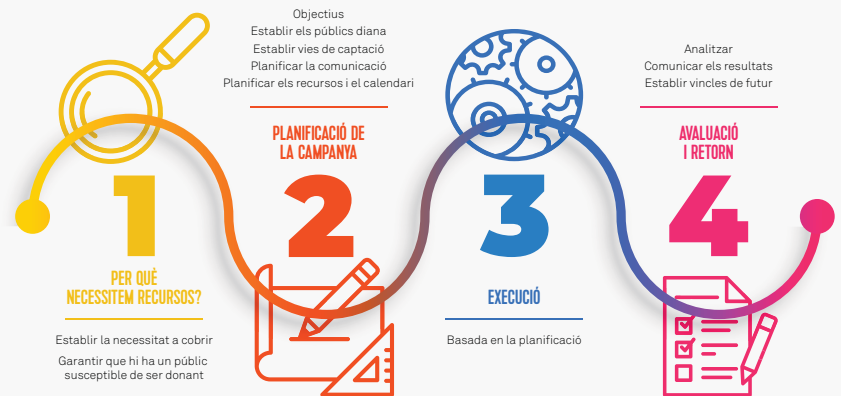 1
PER QUÈ
NECESSITEM RECURSOS?
Establir la necessitat a cobrir
Garantir que hi ha un públic
susceptible de ser donant
Objectius
Establir els públics diana
Establir vies de captació
Planificar la comunicació
Planificar els recursos i el calendari
PLANIFICACIÓ DE
LA CAMPANYA
2
3
EXECUCIÓ
Basada en la planificació
Analitzar
Comunicar els resultats
Establir vincles de futur
AVALUACIÓ
I RETORN
4